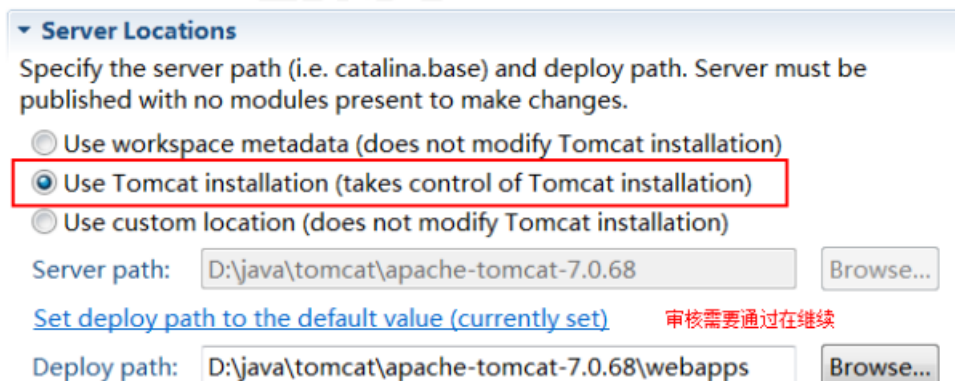 Server Locations
Specify the server path (i.e. catalina.base) and deploy path. Server must be
published with no modules present to make changes.
Use workspace metadata (does not modify Tomcat installation)
Use Tomcat installation (takes control of Tomcat installation)
Use custom location (does not modify Tomcat installation)
Server path: D:\java\tomcat\apache-tomcat-7.0.68 Browse...
Set deploy path to the default value (currently set) 审核需要通过在继续
Deploy path: D:\java\tomcat\apache-tomcat-7.0.68\webapps Browse...